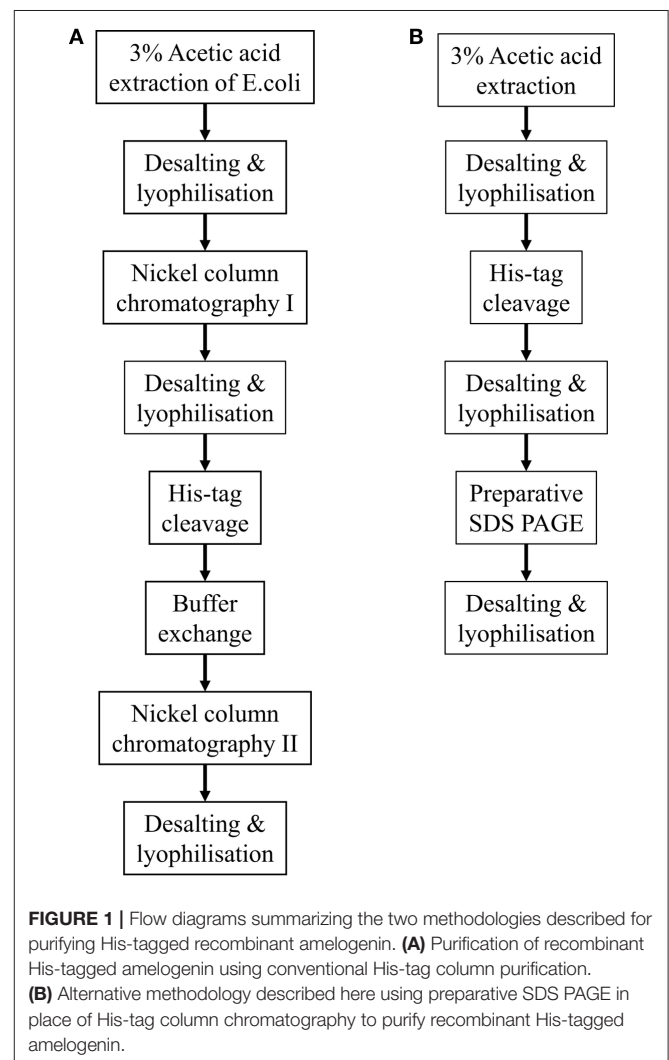 A
3% Acetic acid
extraction of E.coli
Desalting &
lyophilisation
Nickel column
chromatography I
Desalting &
lyophilisation
His-tag
cleavage
Buffer
exchange
Nickel column
chromatography II
Desalting &
lyophilisation
B
3% Acetic acid
extraction
Desalting &
lyophilisation
His-tag
cleavage
Desalting &
lyophilisation
Preparative
SDS PAGE
Desalting &
lyophilisation
FIGURE 1 | Flow diagrams summarizing the two methodologies described for
purifying His-tagged recombinant amelogenin. (A) Purification of recombinant
His-tagged amelogenin using conventional His-tag column purification.
(B) Alternative methodology described here using preparative SDS PAGE in
place of His-tag column chromatography to purify recombinant His-tagged
amelogenin.